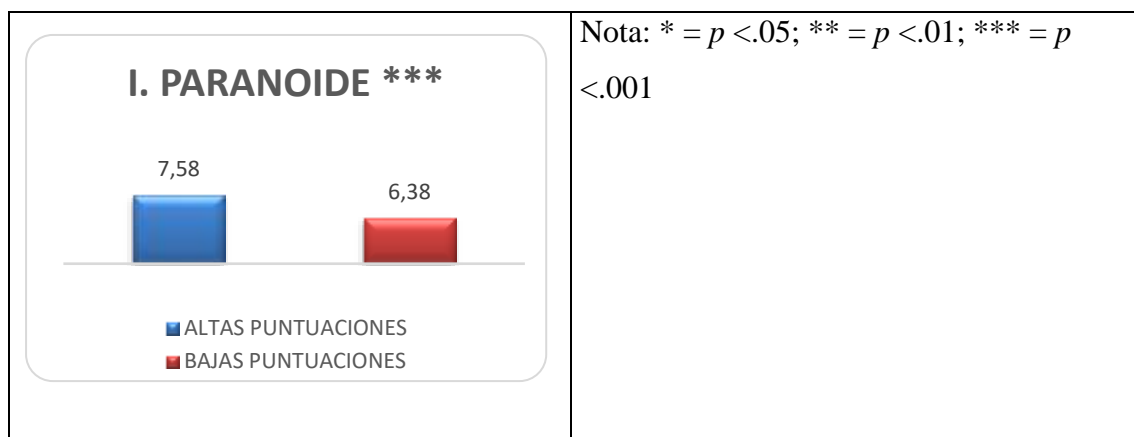 I. PARANOIDE ***
7,58
6,38
ALTAS PUNTUACIONES
BAJAS PUNTUACIONES
Nota: * = p <.05; ** = p <.01; *** = p
<.001